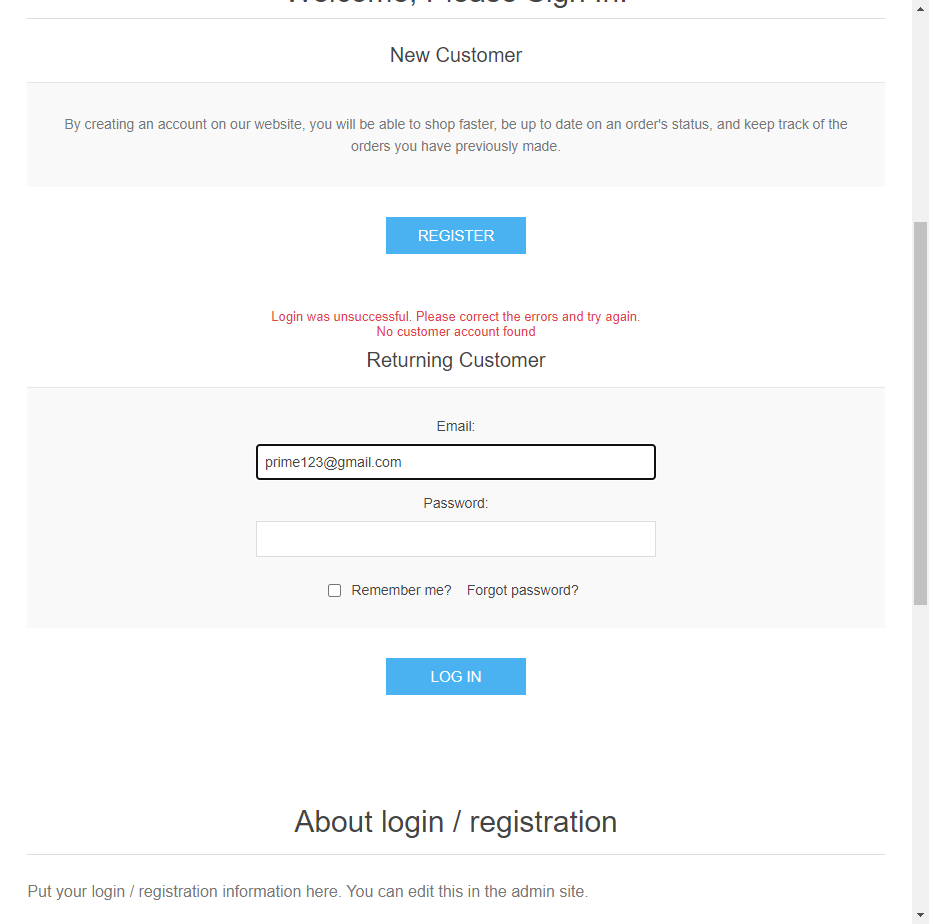 Welcome, Please Sign In!
New Customer
By creating an account on our website, you will be able to shop faster, be up to date on an order's status, and keep track of the
orders you have previously made.
REGISTER
Login was unsuccessful. Please correct the errors and try again.
No customer account found
Returning Customer
Email:
prime123@gmail.com
Password:
Remember me? Forgot password?
LOG IN
About login / registration
Put your login / registration information here. You can edit this in the admin site.